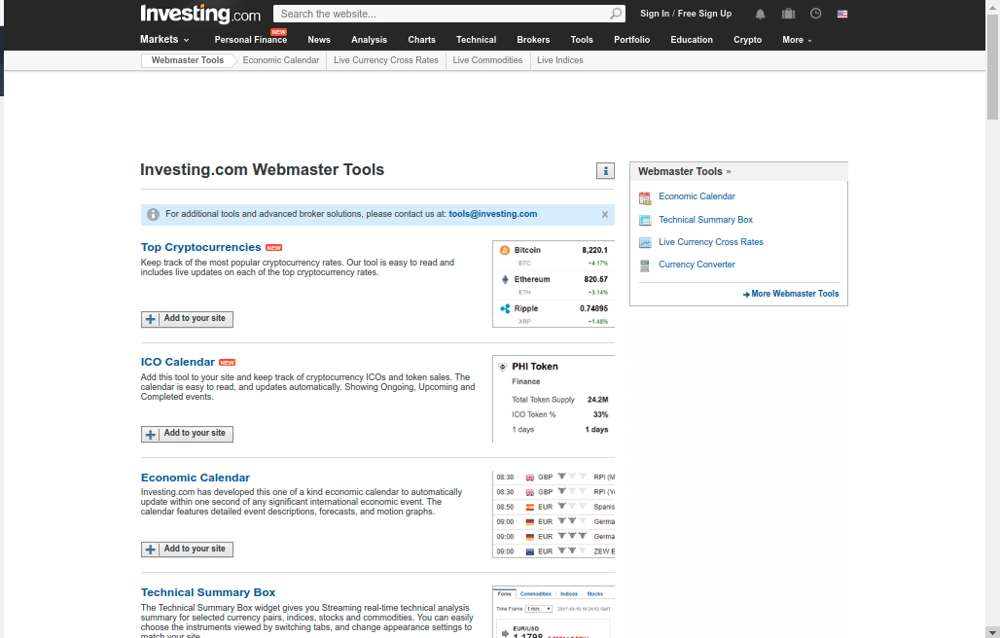 Investing.com
Search the website...
Sign In / Free Sign Up
Markets
Personal Finance
NEW
News
Analysis
Charts
Technical
Brokers
Tools
Portfolio
Education
Crypto
More
Webmaster Tools
Economic Calendar
Live Currency Cross Rates
Live Commodities
Live Indices
Investing.com Webmaster Tools
i
For additional tools and advanced broker solutions, please contact us at: tools@investing.com
Top Cryptocurrencies NEW
Keep track of the most popular cryptocurrency rates. Our tool is easy to read and
includes live updates on each of the top cryptocurrency rates.
Add to your site
Bitcoin 8,220.1
BTC +4.17%
Ethereum 820.57
ETH +3.14%
Ripple 0.74895
XRP +1.48%
ICO Calendar NEW
Add this tool to your site and keep track of cryptocurrency ICOs and token sales. The
calendar is easy to read, and updates automatically. Showing Ongoing, Upcoming and
Completed events.
Add to your site
PHI Token
Finance
Total Token Supply 24.2M
ICO Token % 33%
1 days 1 days
Economic Calendar
Investing.com has developed this one of a kind economic calendar to automatically
update within one second of any significant international economic event. The
calendar features detailed event descriptions, forecasts, and motion graphs.
Add to your site
08:30 GBP RPI (M
08:30 GBP RPI (Y
08:50 EUR Spanis
09:00 EUR Germa
09:00 EUR Germa
09:00 EUR ZEW E
Technical Summary Box
The Technical Summary Box widget gives you Streaming real-time technical analysis
summary for selected currency pairs, indices, stocks and commodities. You can easily
choose the instruments viewed by switching tabs, and change appearance settings to
match your site.
Forex Commodities Indices Stocks
Time Frame 1 min.
EUR/USD
1.1798
Webmaster Tools »
Economic Calendar
Technical Summary Box
Live Currency Cross Rates
Currency Converter
More Webmaster Tools